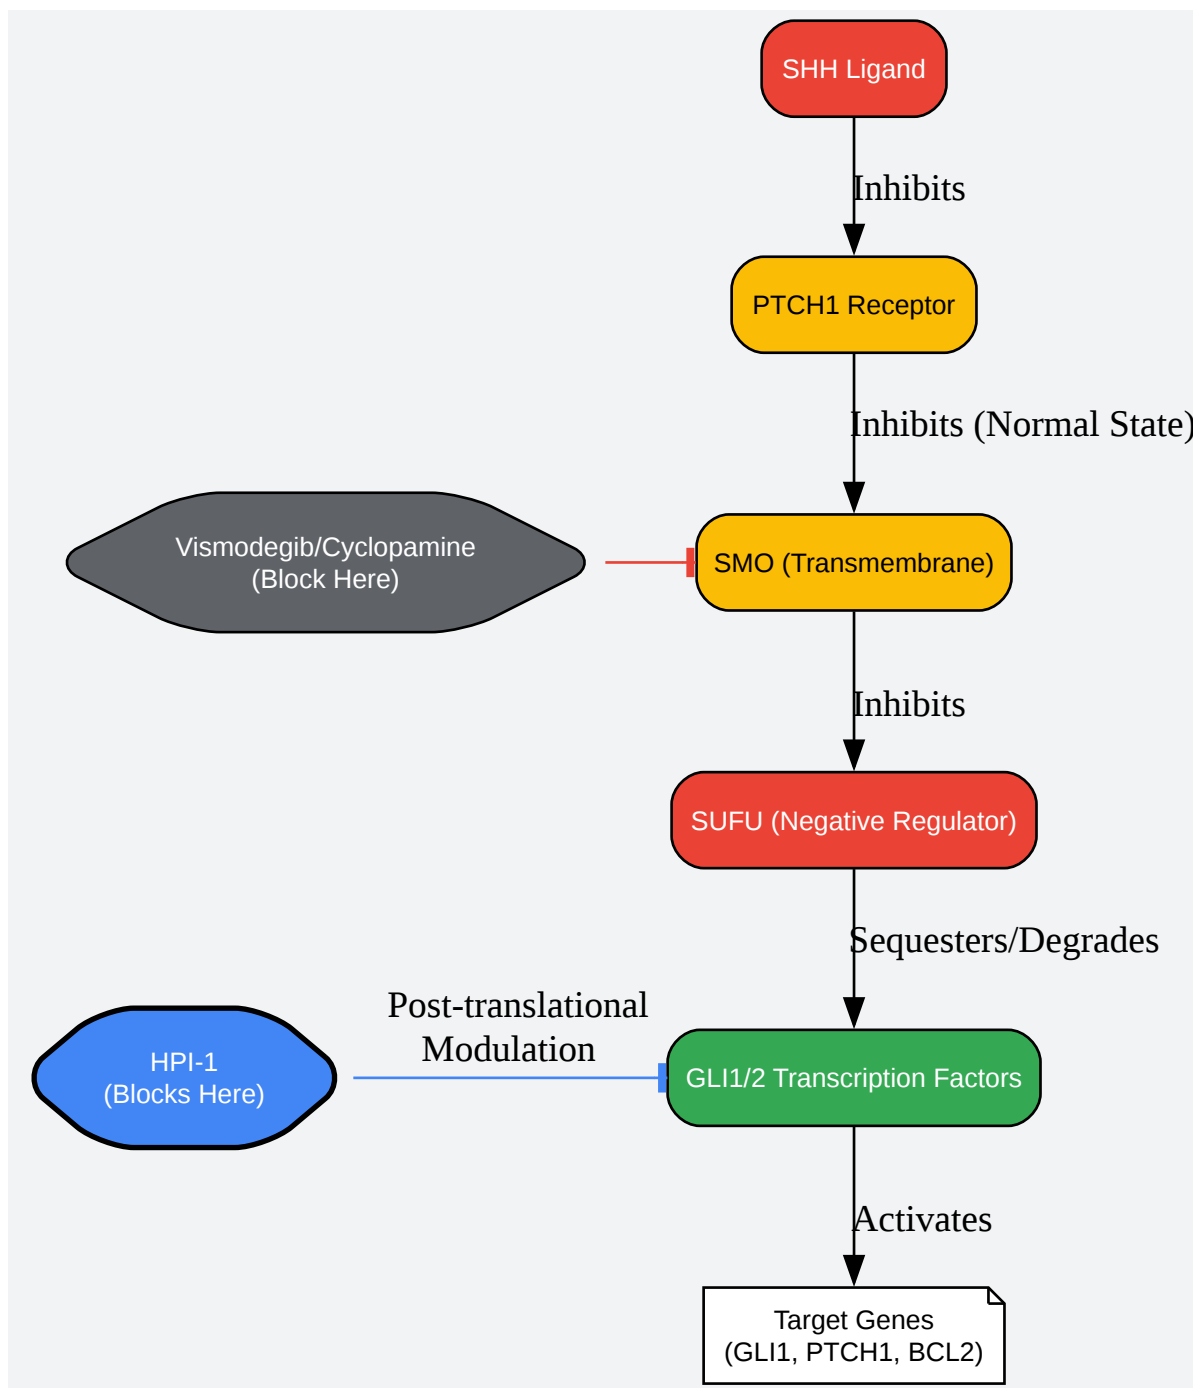 SHH Ligand
Inhibits
PTCH1 Receptor
Inhibits (Normal State)
Vismodegib/Cyclopamine
(Block Here)
SMO (Transmembrane)
Inhibits
SUFU (Negative Regulator)
Sequesters/Degrades
Post-translational
Modulation
HPI-1
(Blocks Here)
GLI1/2 Transcription Factors
Activates
Target Genes
(GLI1, PTCH1, BCL2)